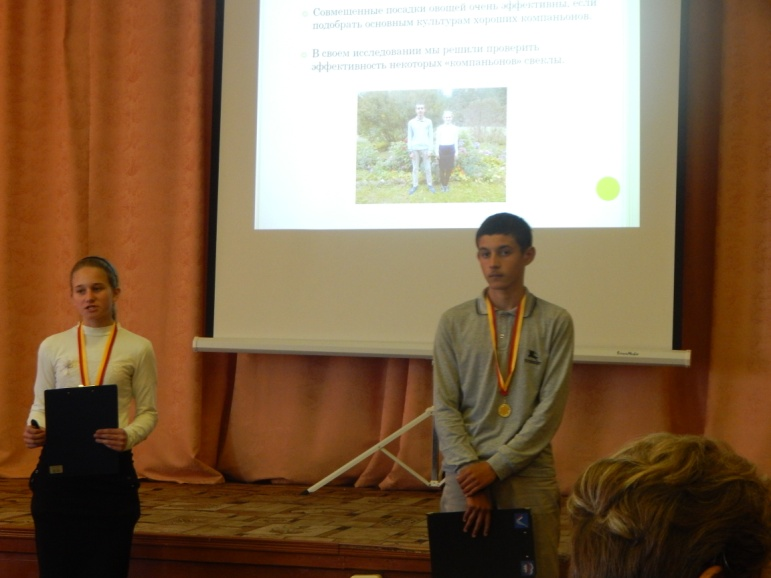 Совмещенные посадки овощей очень эффективны, если
подобрать основным культурам хороших компаньонов.
В своем исследовании мы решили проверить
эффективность некоторых «компаньонов» свеклы.